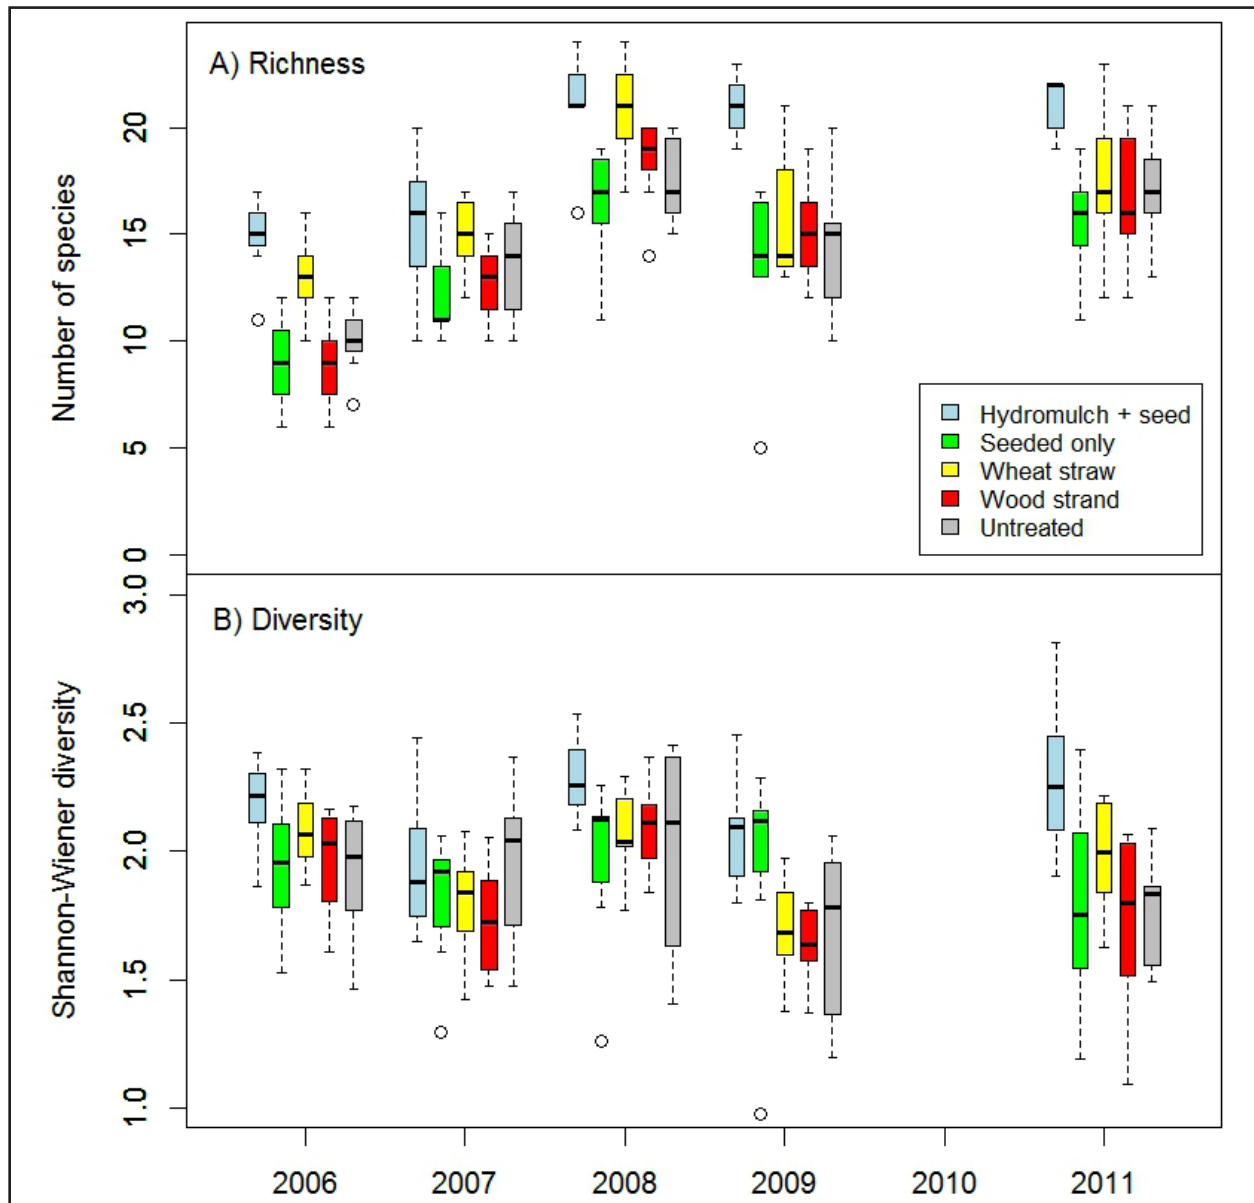 A) Richness
Number of species
20
15
10
5
0
Hydromulch + seed
Seeded only
Wheat straw
Wood strand
Untreated
B) Diversity
Shannon-Wiener diversity
3.0
2.5
2.0
1.5
1.0
2006 2007 2008 2009 2010 2011